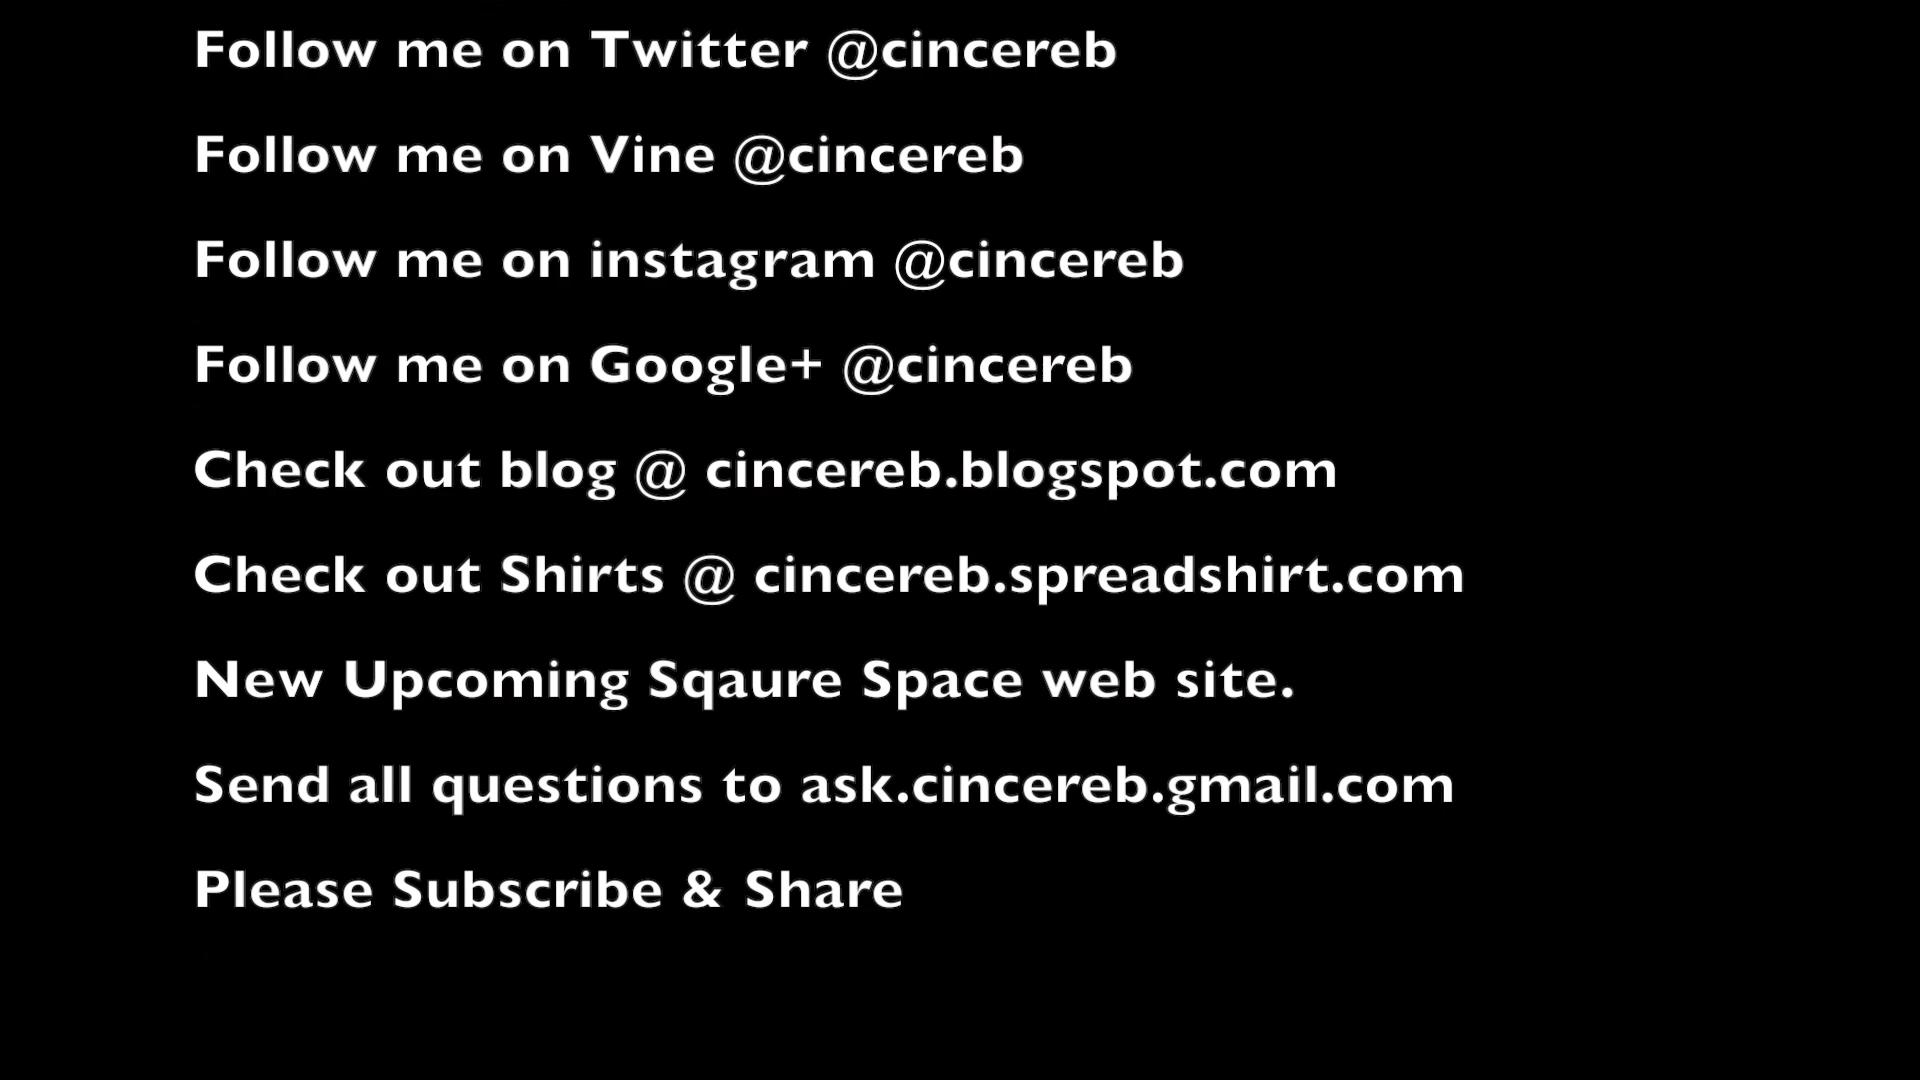 Follow me on Twitter @cincereb
Follow me on Vine @cincereb
Follow me on instagram @cincereb
Follow me on Google+ @cincereb
Check out blog @ cincereb.blogspot.com
Check out Shirts @ cincereb.spreadshirt.com
New Upcoming Sqaure Space web site.
Send all questions to ask.cincereb.gmail.com
Please Subscribe & Share